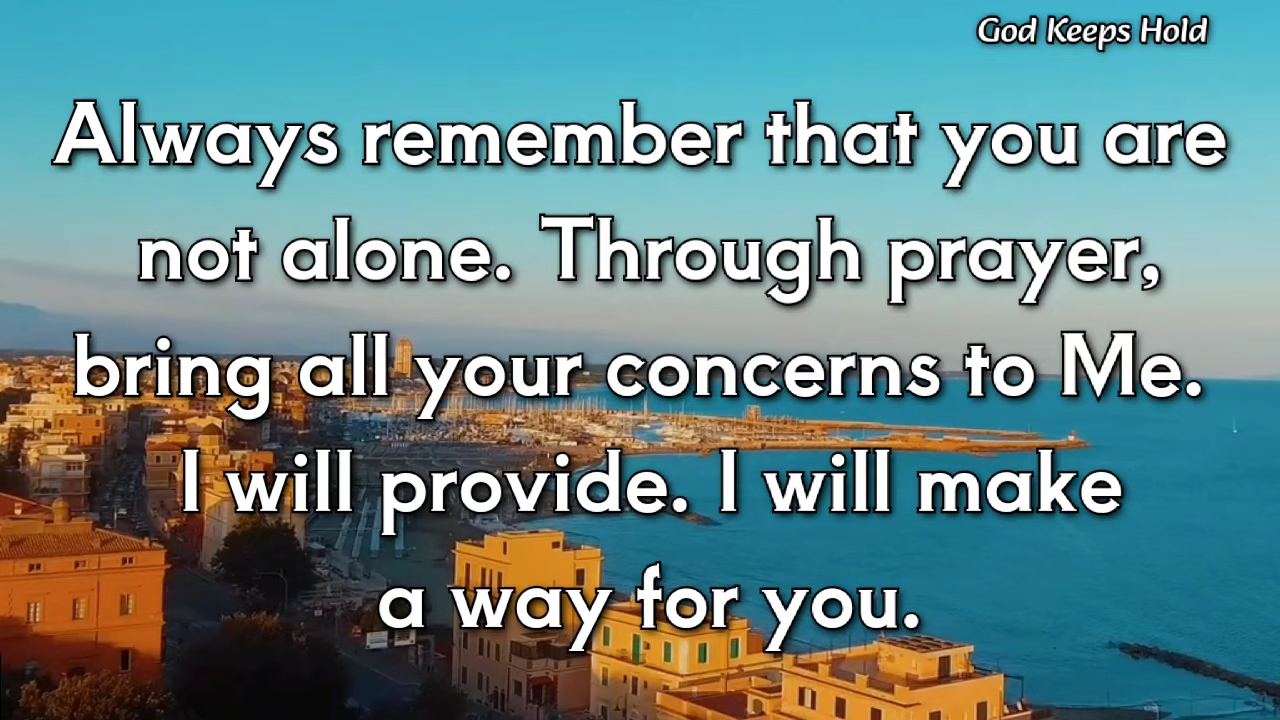 God Keeps Hold
Always remember that you are
not alone. Through prayer,
bring all your concerns to Me.
I will provide. I will make
a way for you.